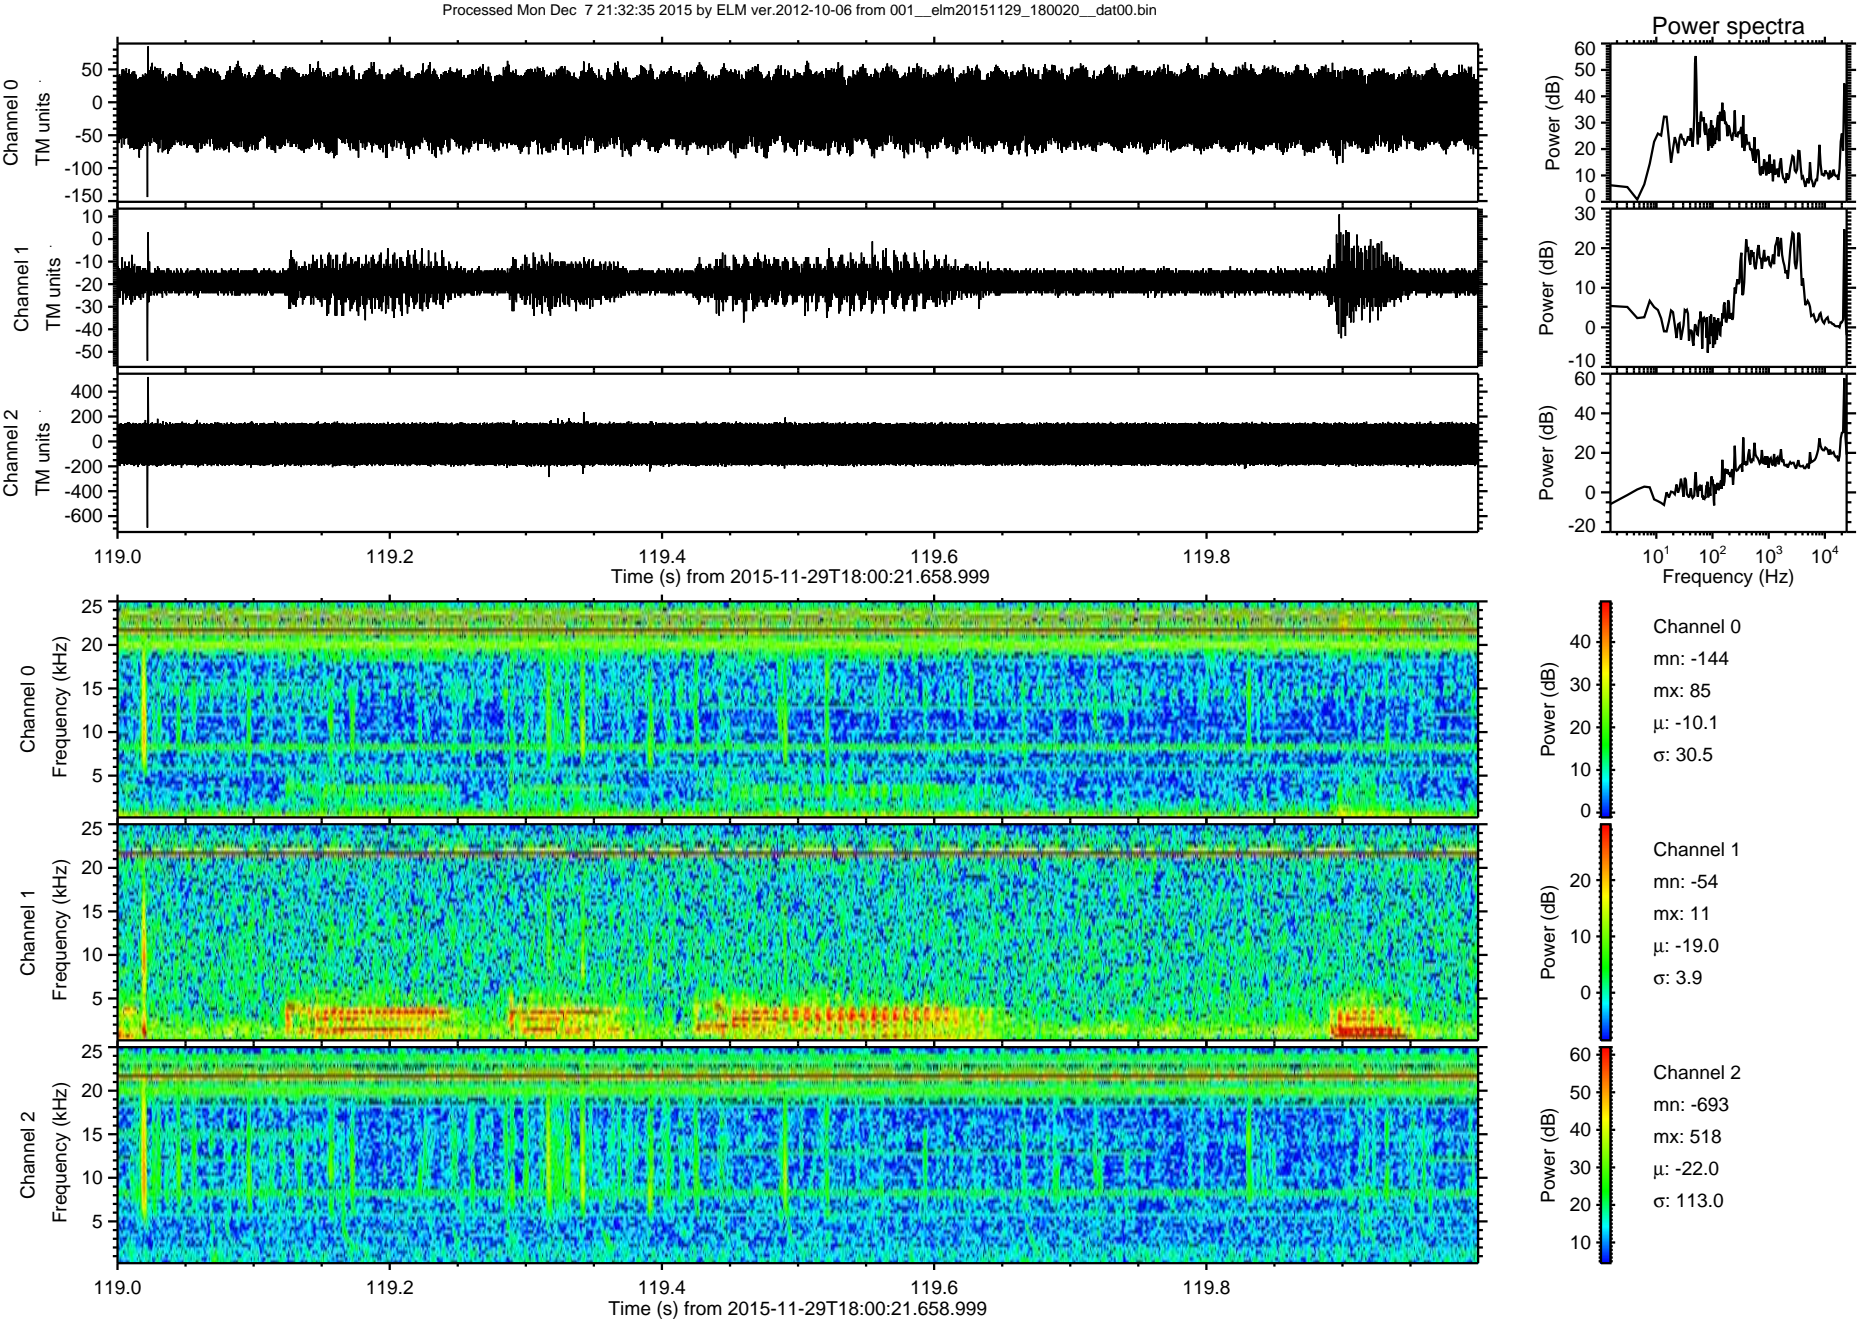 Processed Mon Dec  7 21:32:35 2015 by ELM ver.2012-10-06 from 001__elm20151129_180020__dat00.bin
Power spectra
Channel 0
TM units
50
0
-50
-100
-150
Power (dB)
60
50
40
30
20
10
0
Channel 1
TM units
10
0
-10
-20
-30
-40
-50
Power (dB)
30
20
10
0
-10
Channel 2
TM units
400
200
0
-200
-400
-600
Power (dB)
60
40
20
0
-20
119.0 119.2 119.4 119.6 119.8
Time (s) from 2015-11-29T18:00:21.658.999
10¹ 10² 10³ 10⁴
Frequency (Hz)
Channel 0
Frequency (kHz)
25
20
15
10
5
Power (dB)
40
30
20
10
0
Channel 0
mn: -144
mx: 85
μ: -10.1
σ: 30.5
Channel 1
Frequency (kHz)
25
20
15
10
5
Power (dB)
20
10
0
Channel 1
mn: -54
mx: 11
μ: -19.0
σ: 3.9
Channel 2
Frequency (kHz)
25
20
15
10
5
Power (dB)
60
50
40
30
20
10
Channel 2
mn: -693
mx: 518
μ: -22.0
σ: 113.0
119.0 119.2 119.4 119.6 119.8
Time (s) from 2015-11-29T18:00:21.658.999